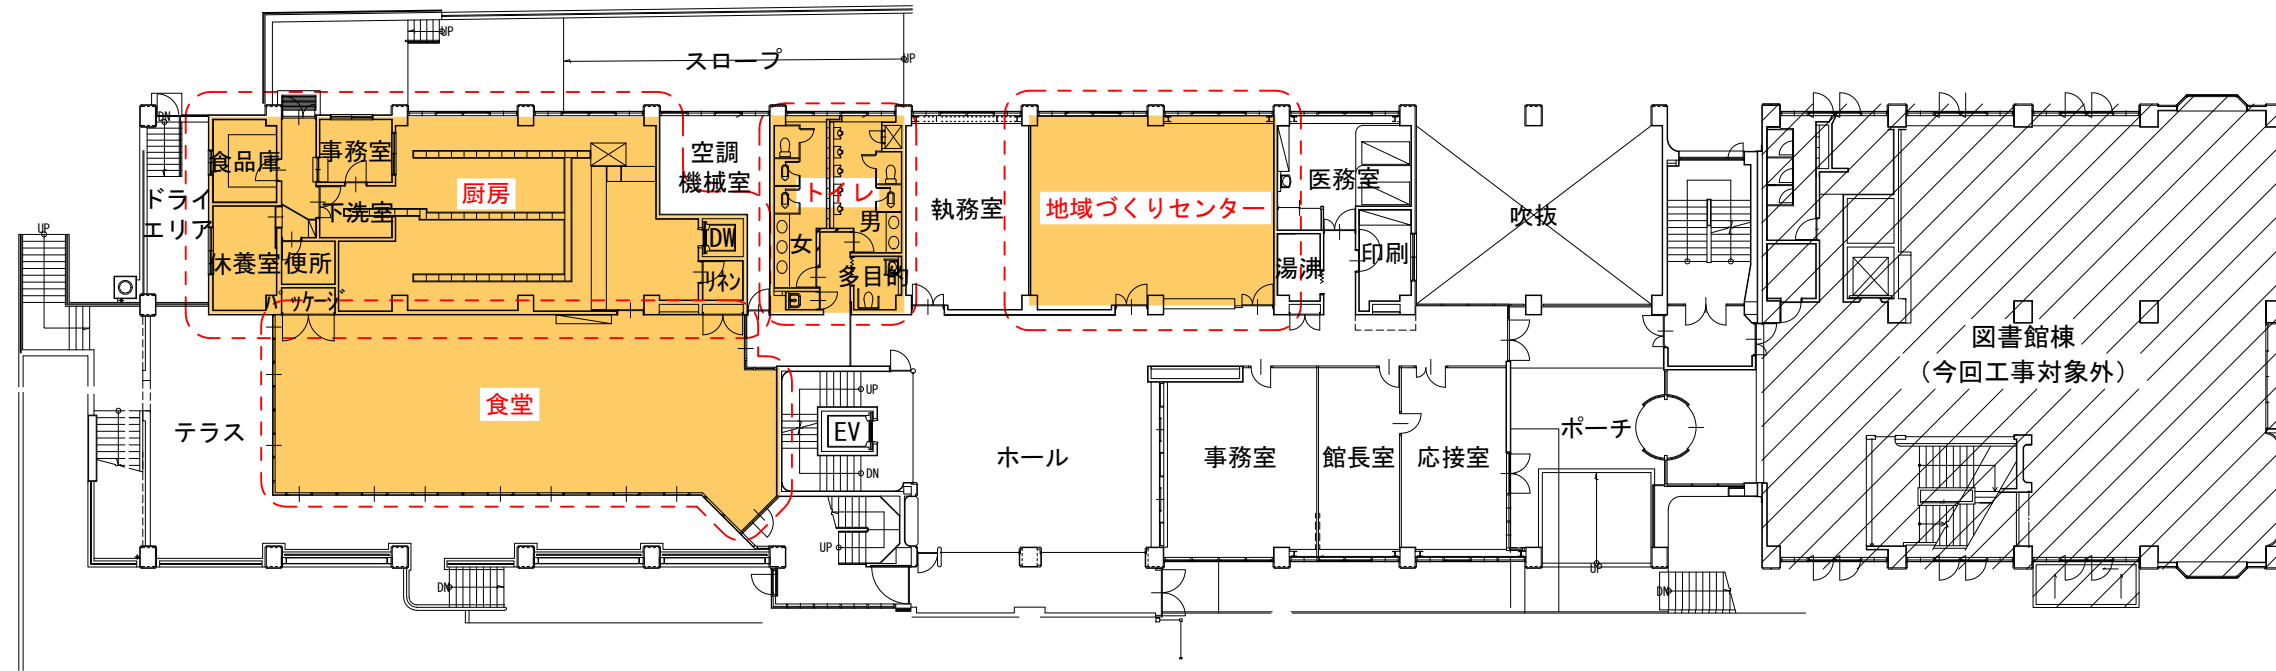 UP
スロープ
UP
DN
食品庫
事務室
厨房
空調
機械室
トイレ
執務室
地域づくりセンター
医務室
吹抜
ドライ
エリア
下洗室
男
女
DW
UP
休養室
便所
リネン
多目的
湯沸
印刷
パッケージ
図書館棟
(今回工事対象外)
食堂
UP
テラス
EV
ホール
事務室
館長室
応接室
ポーチ
DN
UP
UP
DN
DN